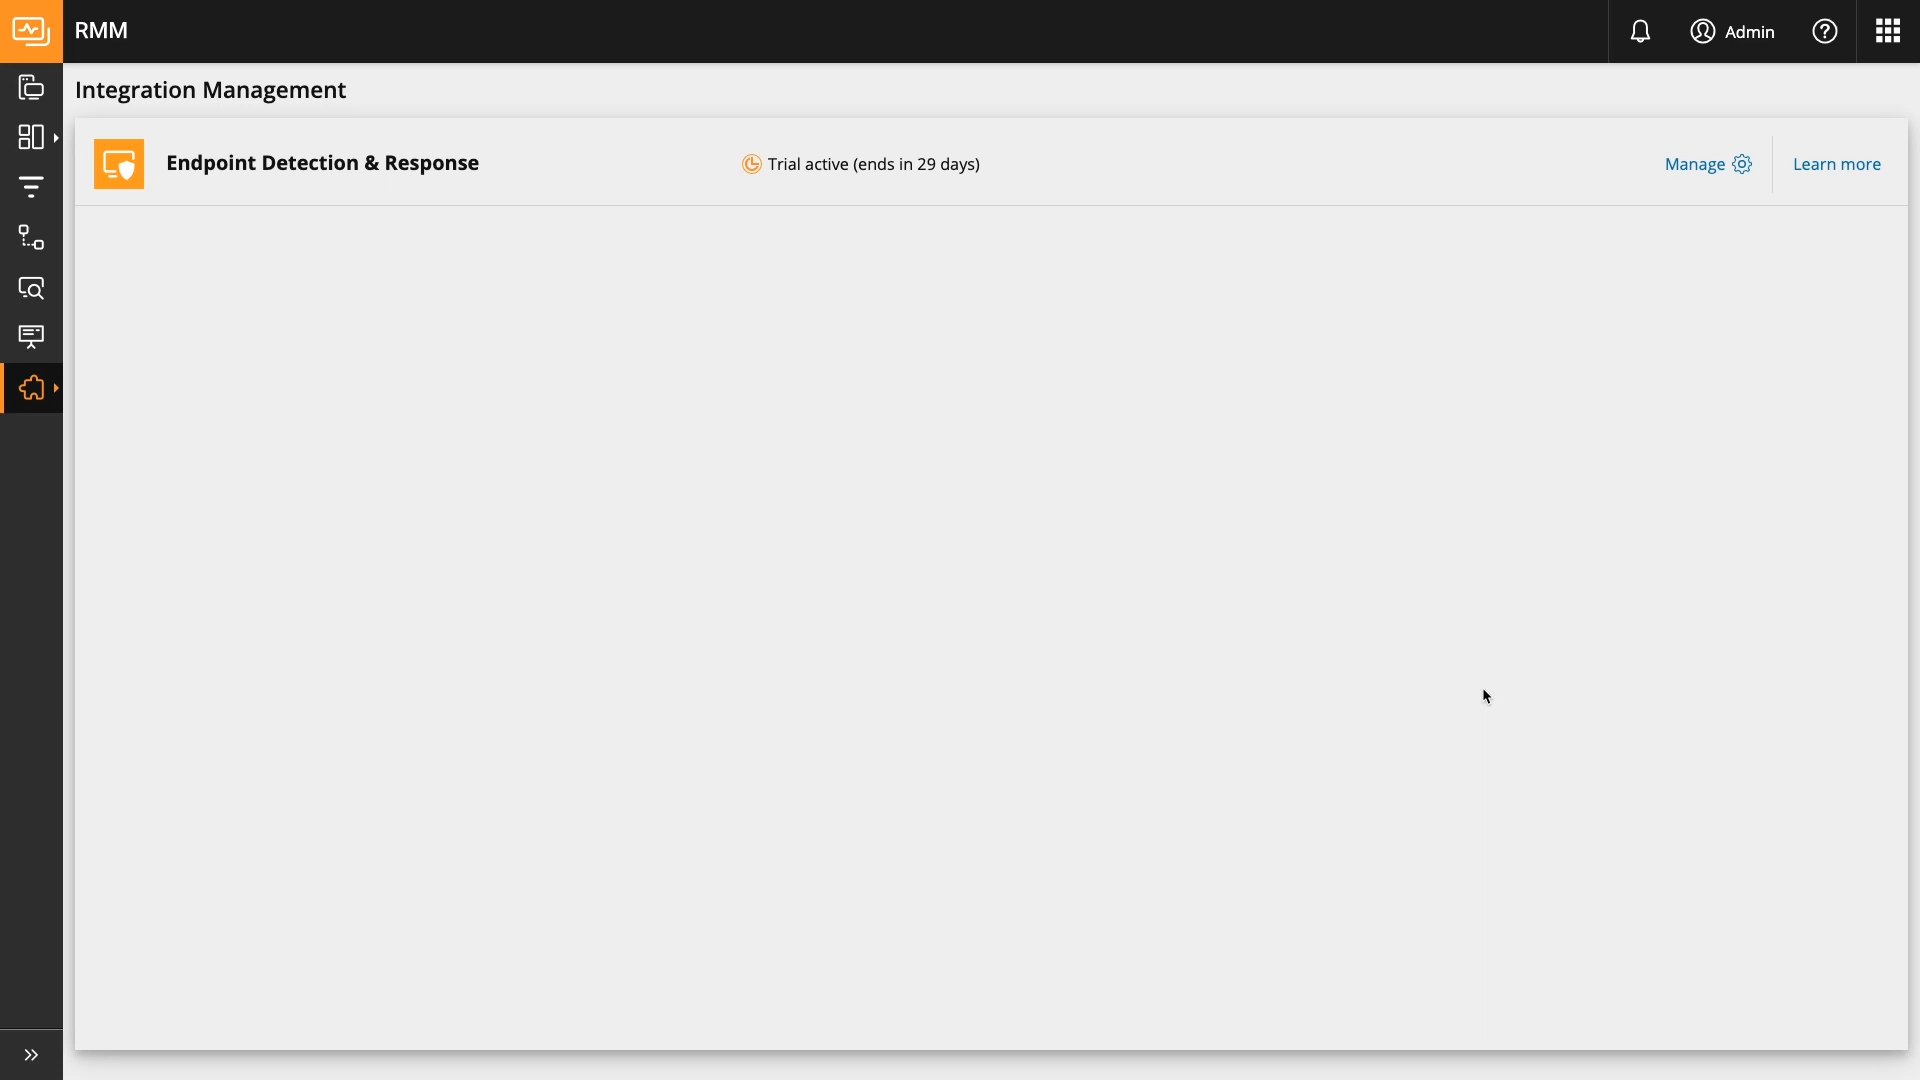 RMM
Admin
Integration Management
Endpoint Detection & Response
Trial active (ends in 29 days)
Manage
Learn more